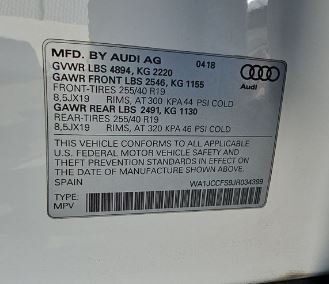 MFD. BY AUDI AG 04 18
GVWR LBS 4894, KG 2220
GAWR FRONT LBS 2546, KG 1155
FRONT-TIRES 255/40 R19
8,5JX19 RIMS, AT 300 KPA 44 PSI COLD
GAWR REAR LBS 2491, KG 1130
REAR-TIRES 255/40 R19
8,5JX19 RIMS, AT 320 KPA 46 PSI COLD
Audi
THIS VEHICLE CONFORMS TO ALL APPLICABLE
U.S. FEDERAL MOTOR VEHICLE SAFETY AND
THEFT PREVENTION STANDARDS IN EFFECT ON
THE DATE OF MANUFACTURE SHOWN ABOVE.
SPAIN WA1JCCFS9JR034399
TYPE:
MPV